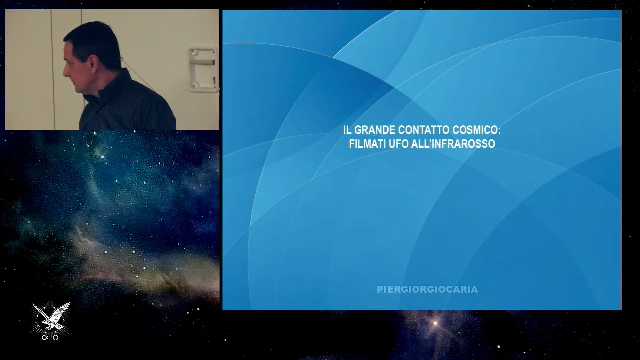 IL GRANDE CONTATTO COSMICO:
FILMATI UFO ALL'INFRAROSSO
PIERGIORGIOCARIA